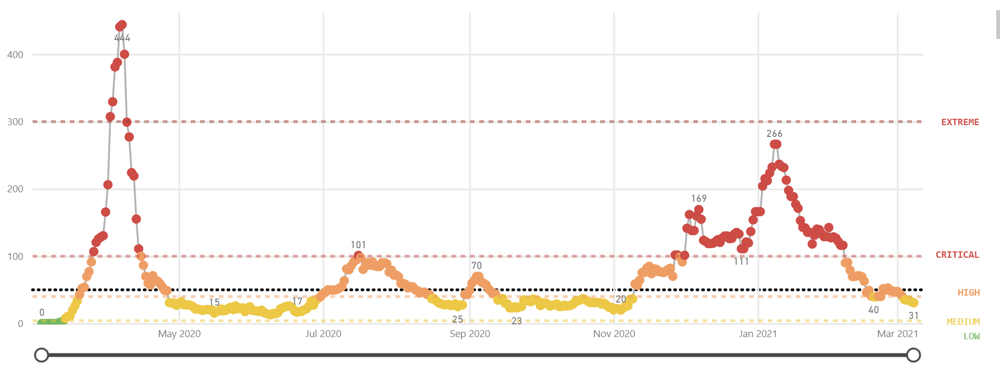 444
400
300
EXTREME
266
200
169
101
100
CRITICAL
111
70
HIGH
15
17
20
0
40
31
25
23
0
MEDIUM
May 2020
Jul 2020
Sep 2020
Nov 2020
Jan 2021
Mar 2021
LOW